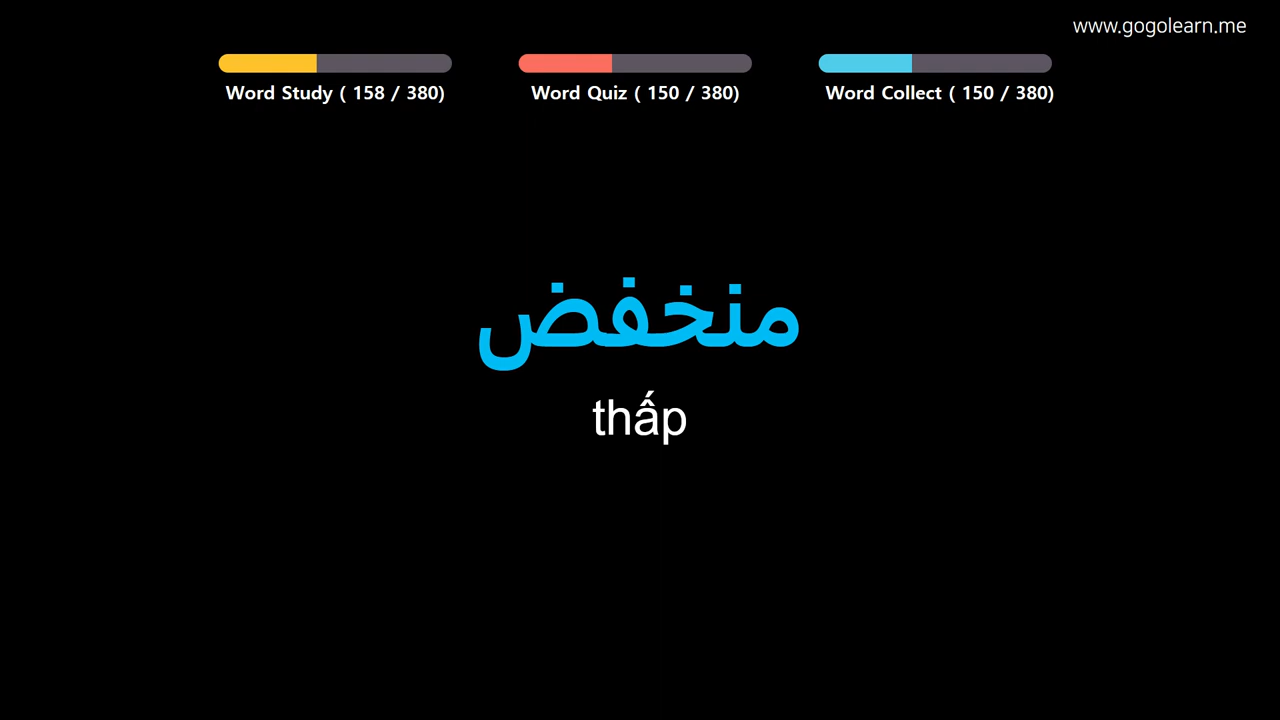 www.gogolearn.me
Word Study ( 158 / 380)
Word Quiz ( 150 / 380)
Word Collect ( 150 / 380)
منخفض
thấp